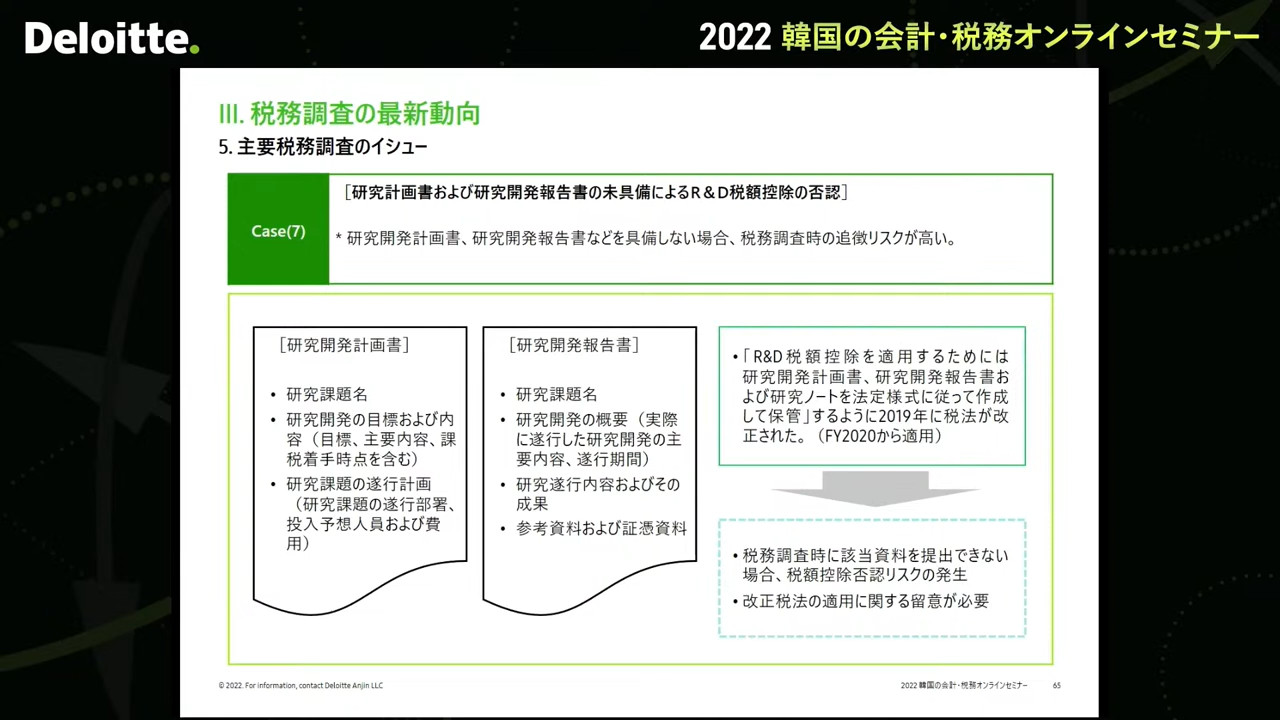 Deloitte.
2022 韓国の会計・税務オンラインセミナー
III. 税務調査の最新動向
5. 主要税務調査のイシュー
Case(7)
［研究計画書および研究開発報告書の未具備によるR＆D税額控除の否認］
* 研究開発計画書、研究開発報告書などを具備しない場合、税務調査時の追徴リスクが高い。
［研究開発計画書］
• 研究課題名
• 研究開発の目標および内
容（目標、主要内容、課
税着手時点を含む）
• 研究課題の遂行計画
（研究課題の遂行部署、
投入予想人員および費
用）
［研究開発報告書］
• 研究課題名
• 研究開発の概要（実際
に遂行した研究開発の主
要内容、遂行期間）
• 研究遂行内容およびその
成果
• 参考資料および証憑資料
•「R&D税額控除を適用するためには
研究開発計画書、研究開発報告書お
よび研究ノートを法定様式に従って作成
して保管」するように2019年に税法が改
正された。（FY2020から適用）
• 税務調査時に該当資料を提出できない
場合、税額控除否認リスクの発生
• 改正税法の適用に関する留意が必要
© 2022. For information, contact Deloitte Anjin LLC
2022 韓国の会計・税務オンラインセミナー 65